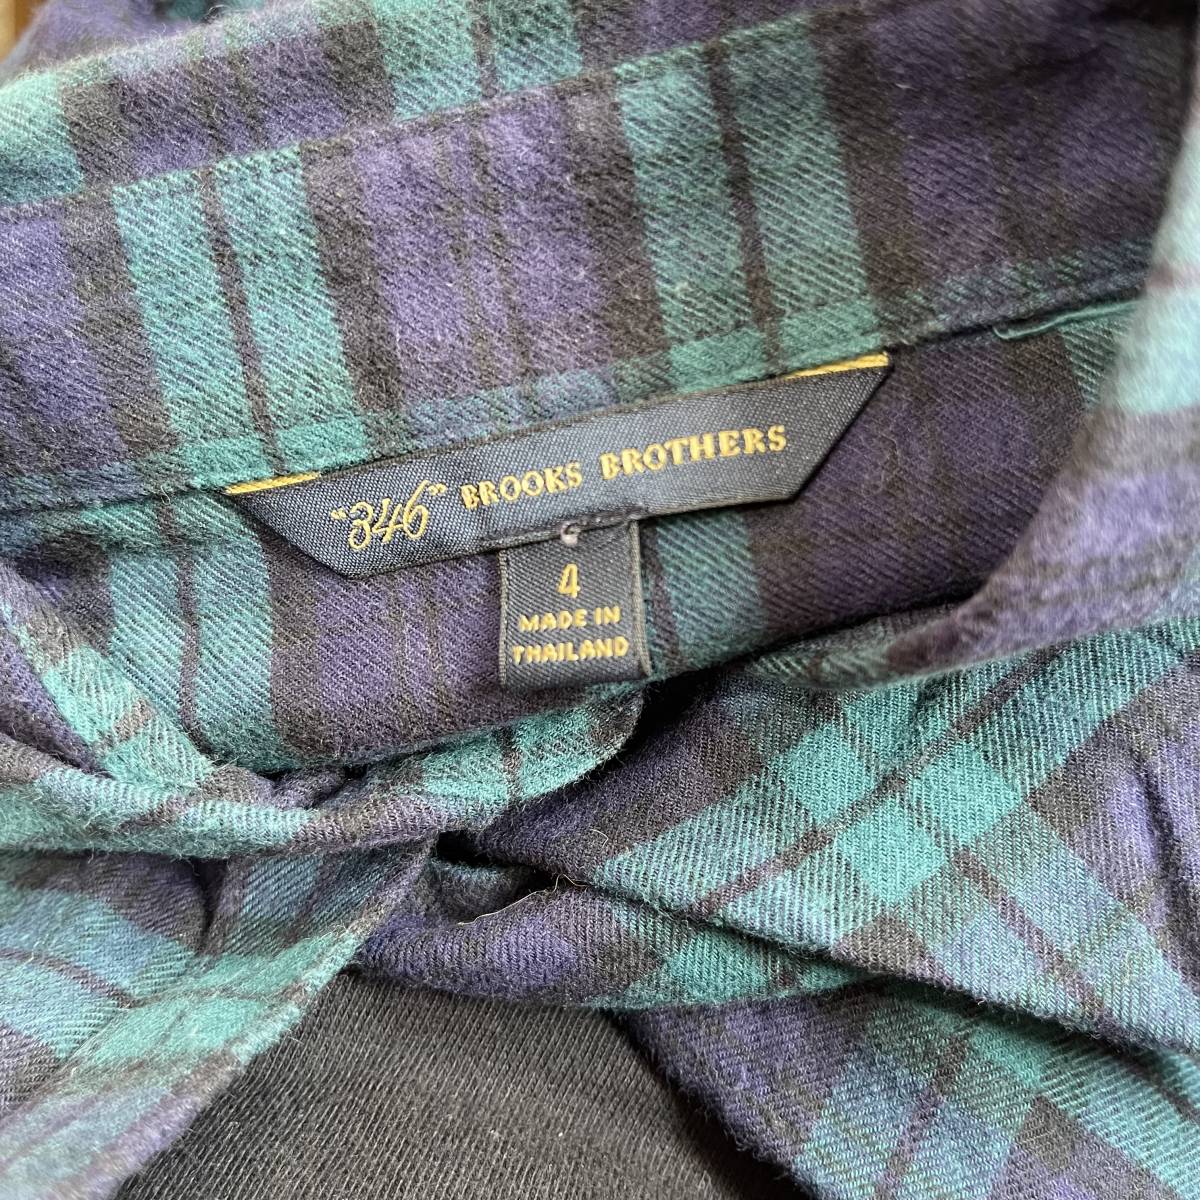 "346" BROOKS BROTHERS
4
MADE IN
THAILAND